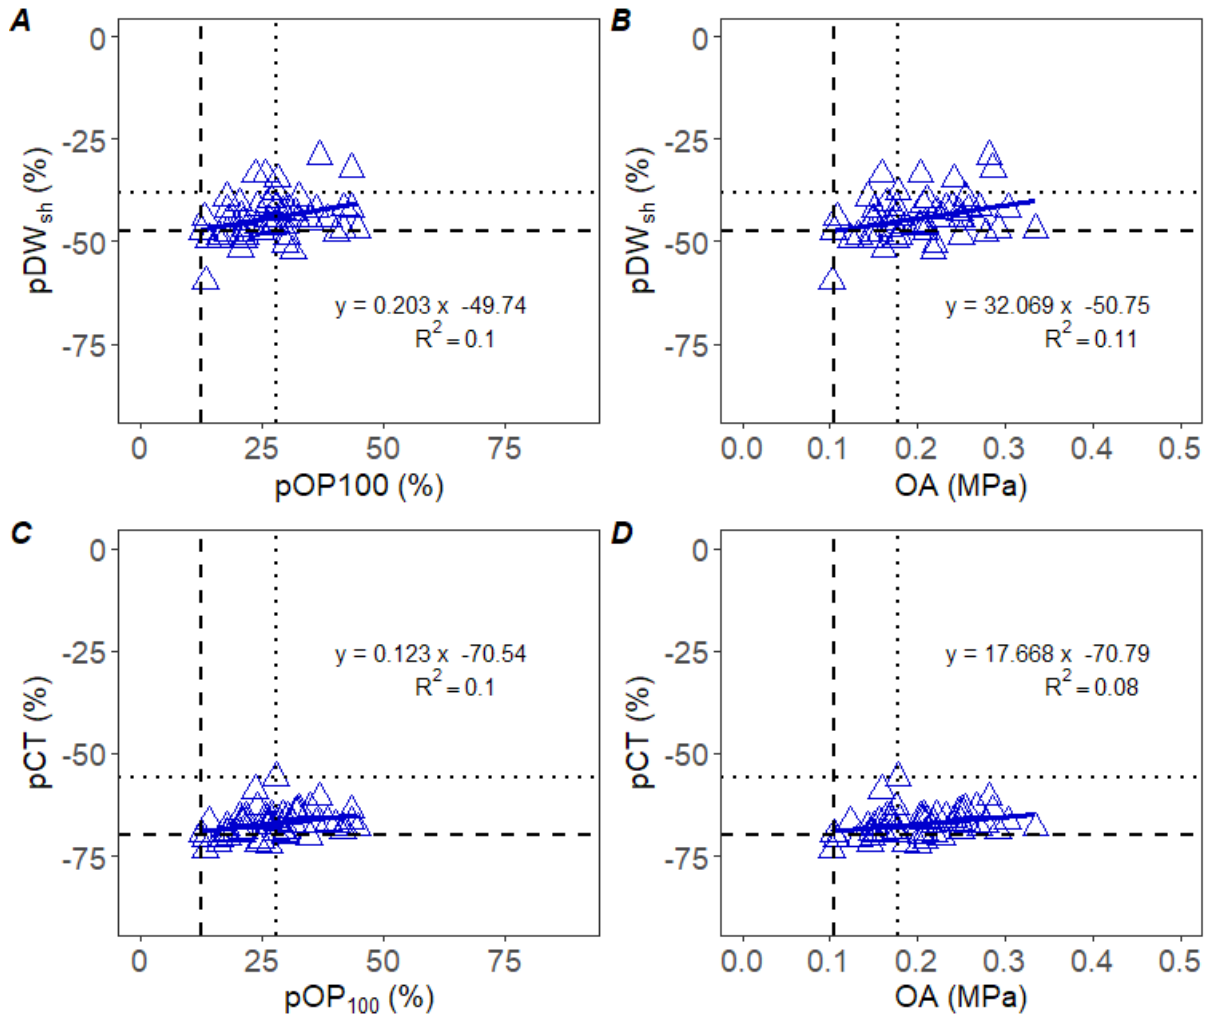 A
0
-25
-50
-75
pDWsh (%)
y = 0.203 x -49.74
R2 = 0.1
0 25 50 75
pOP100 (%)
B
0
-25
-50
-75
pDWsh (%)
y = 32.069 x -50.75
R2 = 0.11
0.0 0.1 0.2 0.3 0.4 0.5
OA (MPa)
C
0
-25
-50
-75
pCT (%)
y = 0.123 x -70.54
R2 = 0.1
0 25 50 75
pOP100 (%)
D
0
-25
-50
-75
pCT (%)
y = 17.668 x -70.79
R2 = 0.08
0.0 0.1 0.2 0.3 0.4 0.5
OA (MPa)